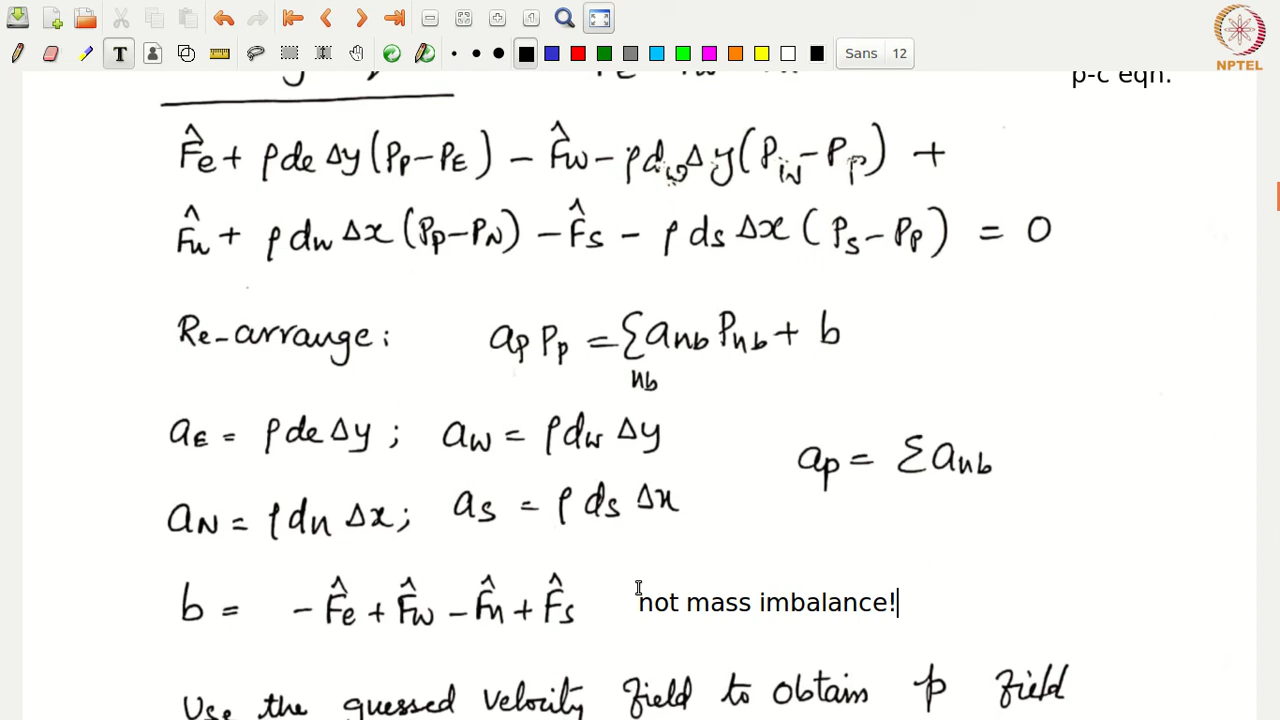 Sans 12
NPTEL
p-c eqn.
F̂e + ρde Δy (Pp - PE) - F̂w - ρdw Δy (Pw - Pp) +
F̂n + ρdn Δx (Pp - PN) - F̂s - ρds Δx (Ps - Pp) = 0
Re-arrange: ap Pp = Σ anb Pnb + b
nb
aE = ρde Δy ; aW = ρdw Δy
ap = Σ anb
aN = ρdn Δx ; aS = ρds Δx
b = - F̂e + F̂w - F̂n + F̂s not mass imbalance!
Use the guessed velocity field to obtain p field